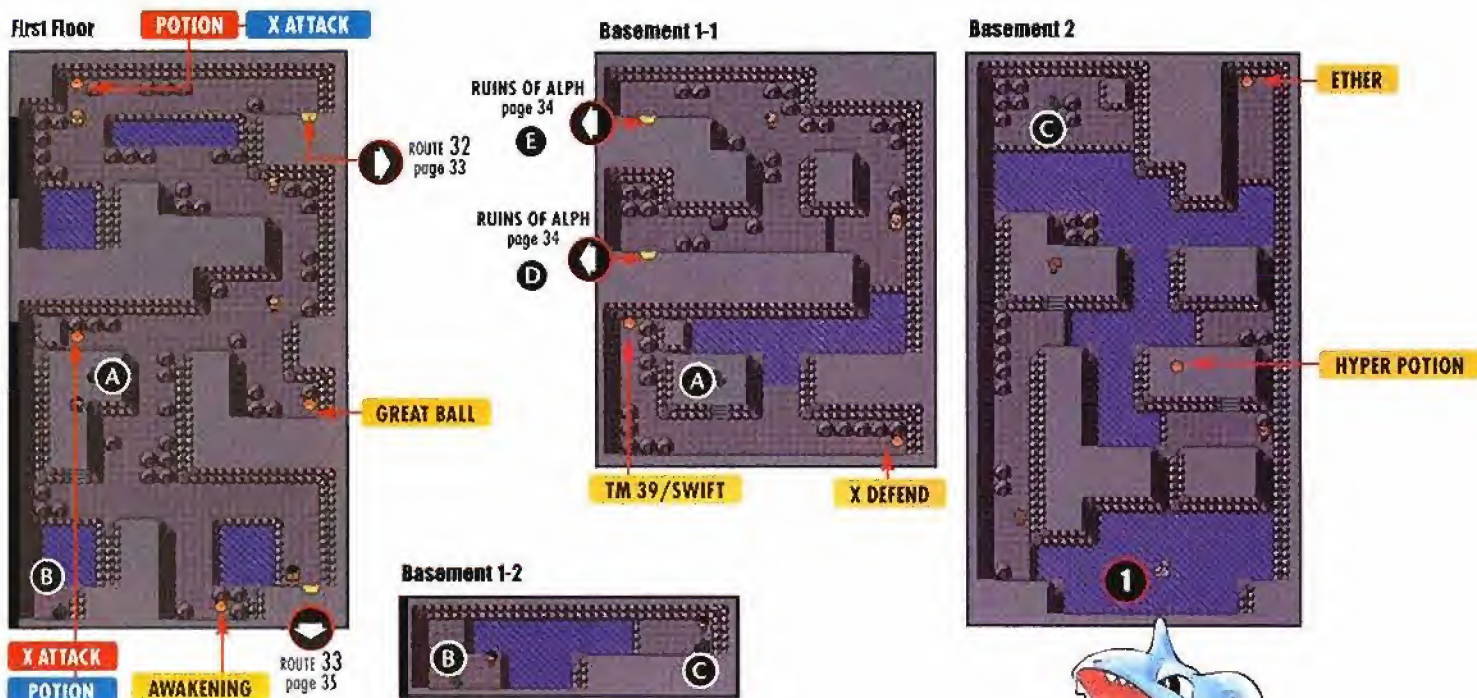 First Floor
POTION X ATTACK
ROUTE 32
page 33
A
GREAT BALL
B
X ATTACK
POTION
AWAKENING
ROUTE 33
page 35
Basement 1-1
RUINS OF ALPH
page 34
E
RUINS OF ALPH
page 34
D
A
TM 39/SWIFT
X DEFEND
Basement 1-2
B
C
Basement 2
C
ETHER
HYPER POTION
1